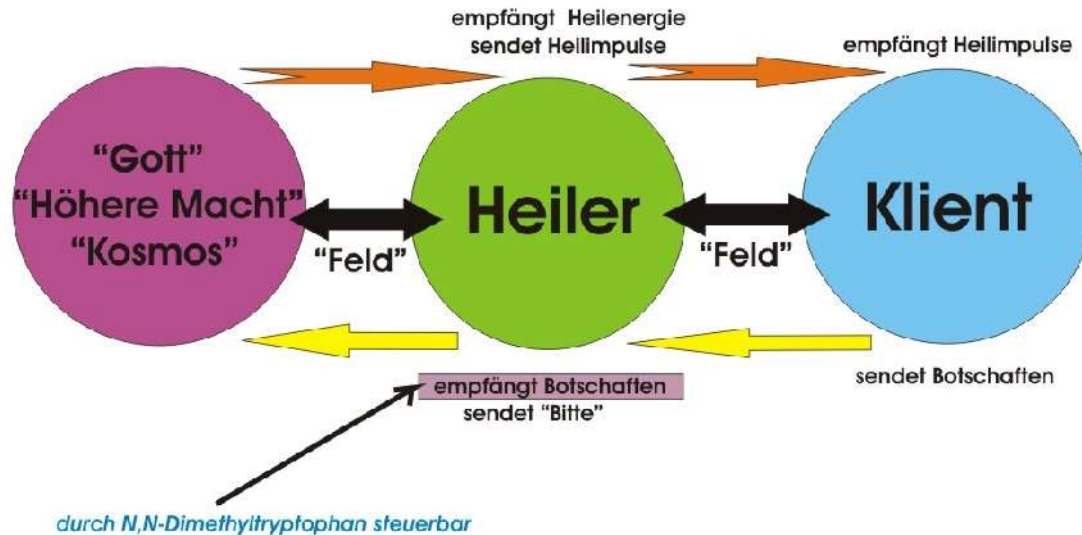 empfängt Heilenergie
sendet Heilimpulse
empfängt Heilimpulse
“Gott”
“Höhere Macht”
“Kosmos”
“Feld”
Heiler
“Feld”
Klient
empfängt Botschaften
sendet “Bitte”
sendet Botschaften
durch N,N-Dimethyltryptophan steuerbar